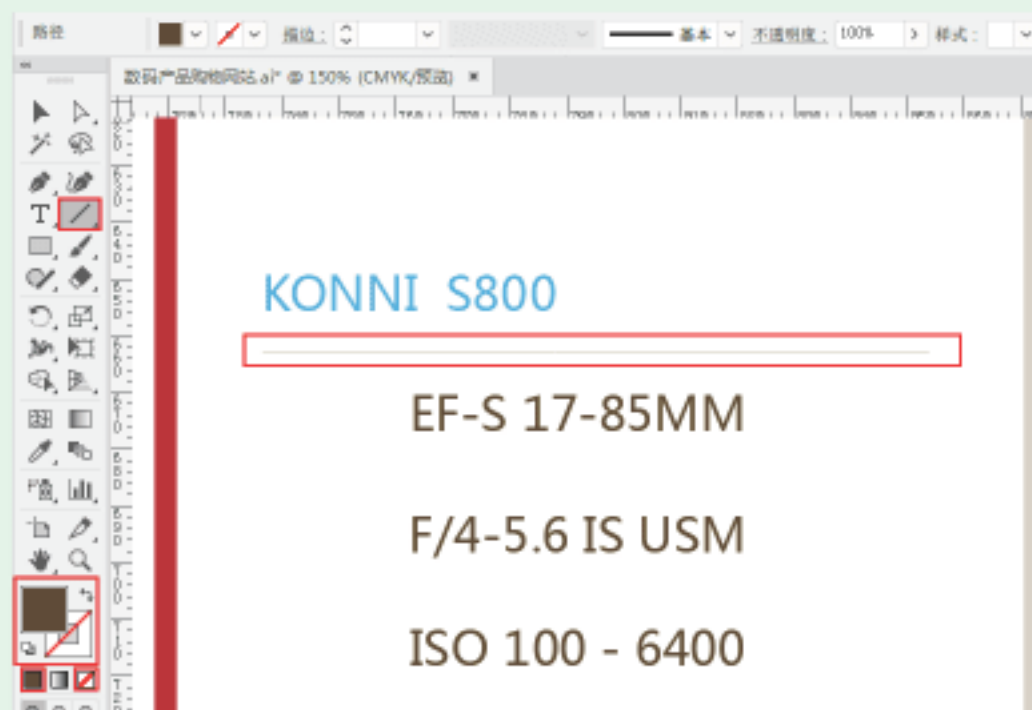 路径
描边：
基本
不透明度：
100%
样式：
数码产品购物网站.ai* @ 150% (CMYK/预览)
KONNI S800
EF-S 17-85MM
F/4-5.6 IS USM
ISO 100 - 6400